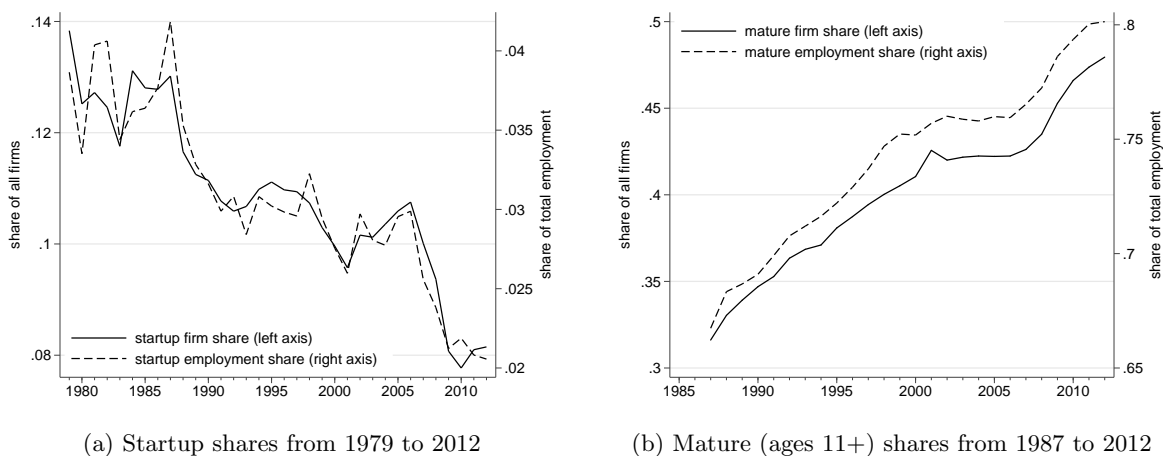 .14
.12
.1
.08
share of all firms
.04
.035
.03
.025
.02
share of total employment
startup firm share (left axis)
startup employment share (right axis)
1980 1985 1990 1995 2000 2005 2010
(a) Startup shares from 1979 to 2012
.5
.45
.4
.35
.3
share of all firms
.8
.75
.7
.65
share of total employment
mature firm share (left axis)
mature employment share (right axis)
1985 1990 1995 2000 2005 2010
(b) Mature (ages 11+) shares from 1987 to 2012